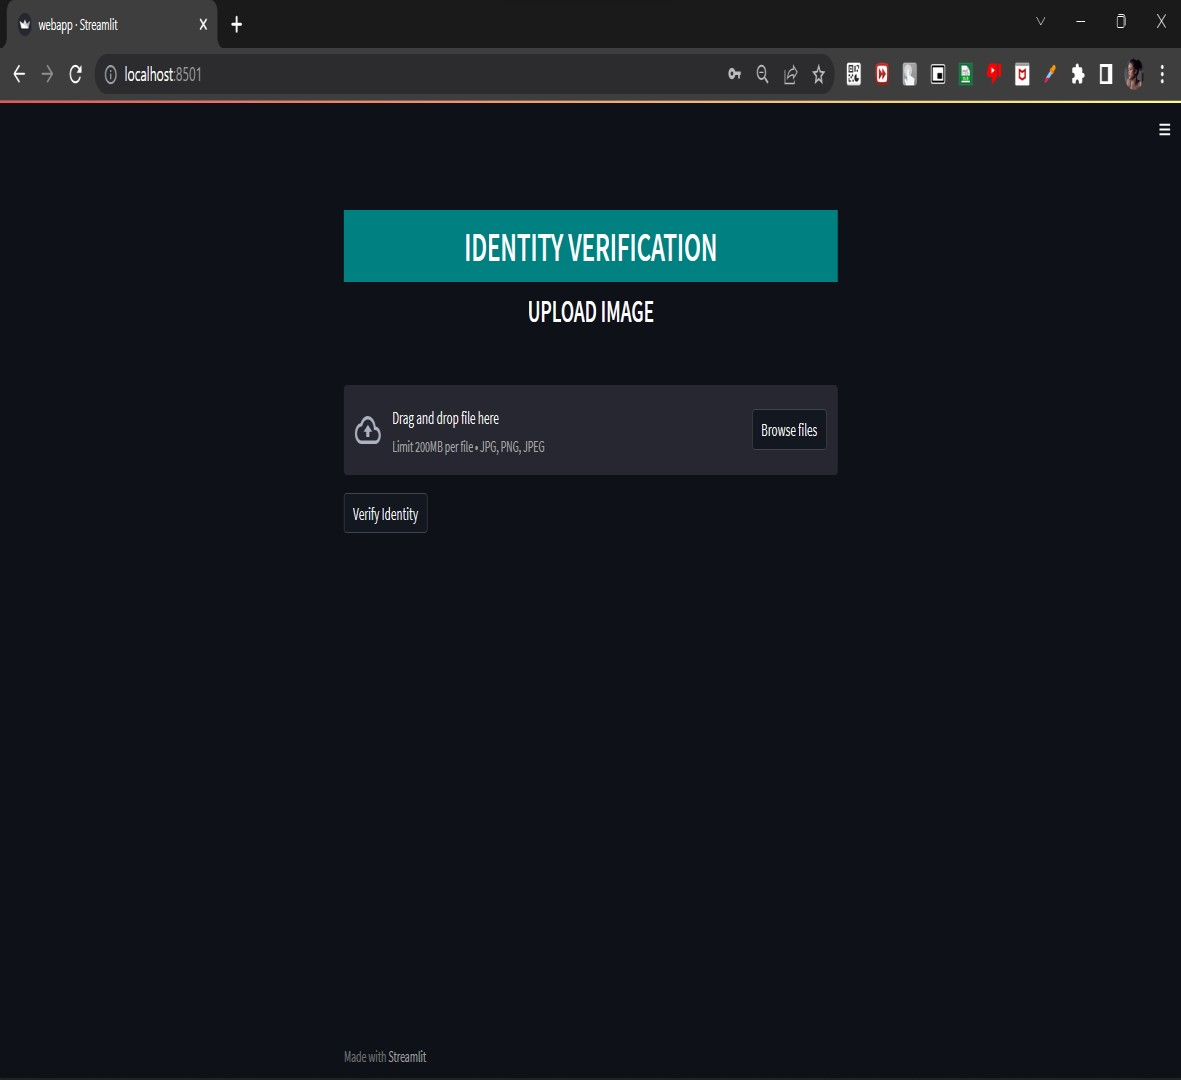 webapp · Streamlit
localhost:8501
IDENTITY VERIFICATION
UPLOAD IMAGE
Drag and drop file here
Limit 200MB per file • JPG, PNG, JPEG
Browse files
Verify Identity
Made with Streamlit